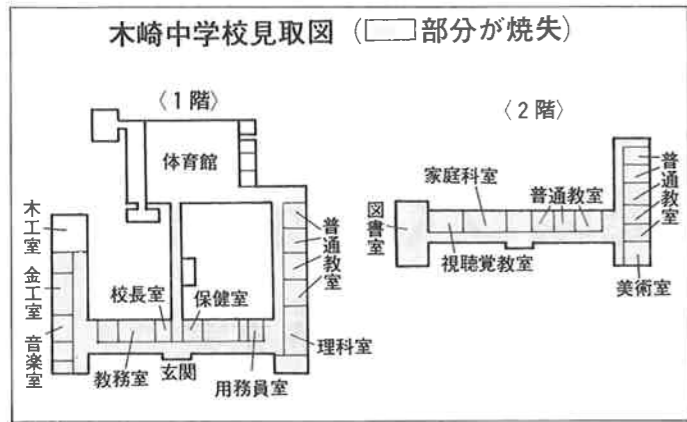 木崎中学校見取図 (部分が焼失)
〈1階〉
体育館
木工室
金工室
音楽室
校長室
保健室
教務室
玄関
用務員室
普通教室
理科室
〈2階〉
図書室
家庭科室
普通教室
視聴覚教室
普通教室
美術室